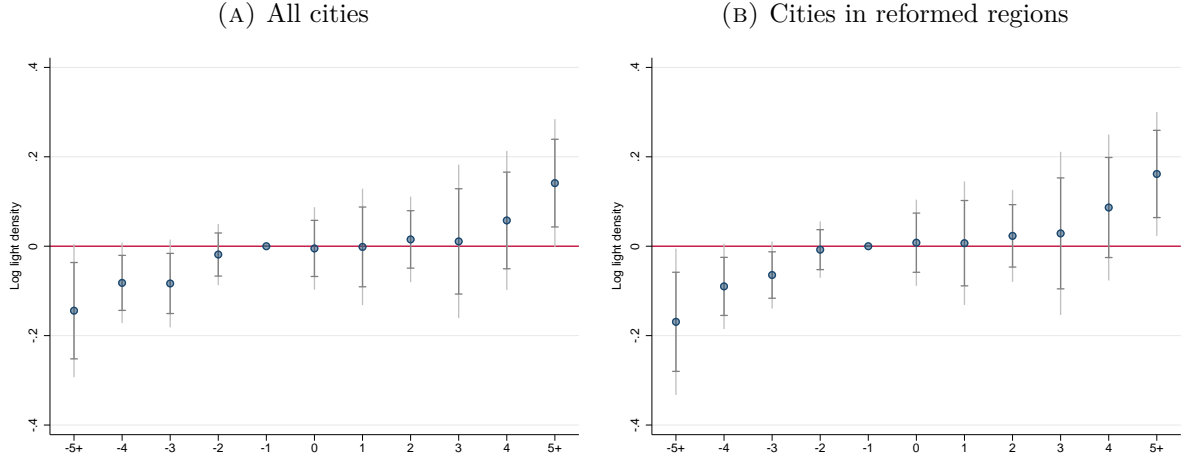 (A) All cities
(B) Cities in reformed regions
Log light density
.4
.2
0
-.2
-.4
-5+ -4 -3 -2 -1 0 1 2 3 4 5+
Log light density
.4
.2
0
-.2
-.4
-5+ -4 -3 -2 -1 0 1 2 3 4 5+